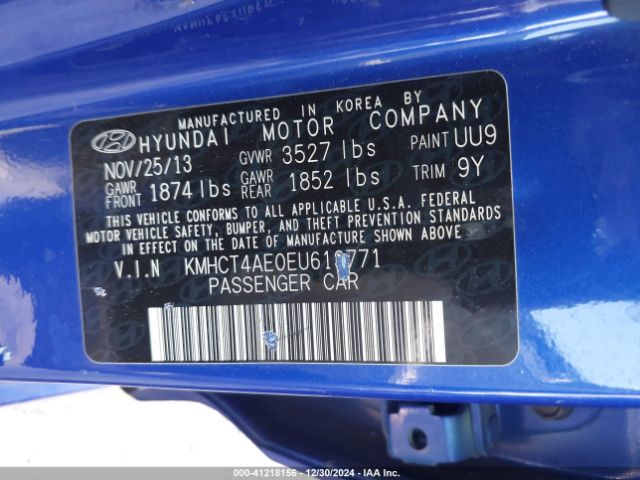 MANUFACTURED IN KOREA BY
HYUNDAI MOTOR COMPANY
NOV/25/13 GVWR 3527 lbs PAINT UU9
GAWR FRONT 1874 lbs GAWR REAR 1852 lbs TRIM 9Y
THIS VEHICLE CONFORMS TO ALL APPLICABLE U.S.A. FEDERAL
MOTOR VEHICLE SAFETY, BUMPER, AND THEFT PREVENTION STANDARDS
IN EFFECT ON THE DATE OF MANUFACTURE SHOWN ABOVE.
V.I.N
PASSENGER CAR
000-41218156 - 12/30/2024 - IAAI